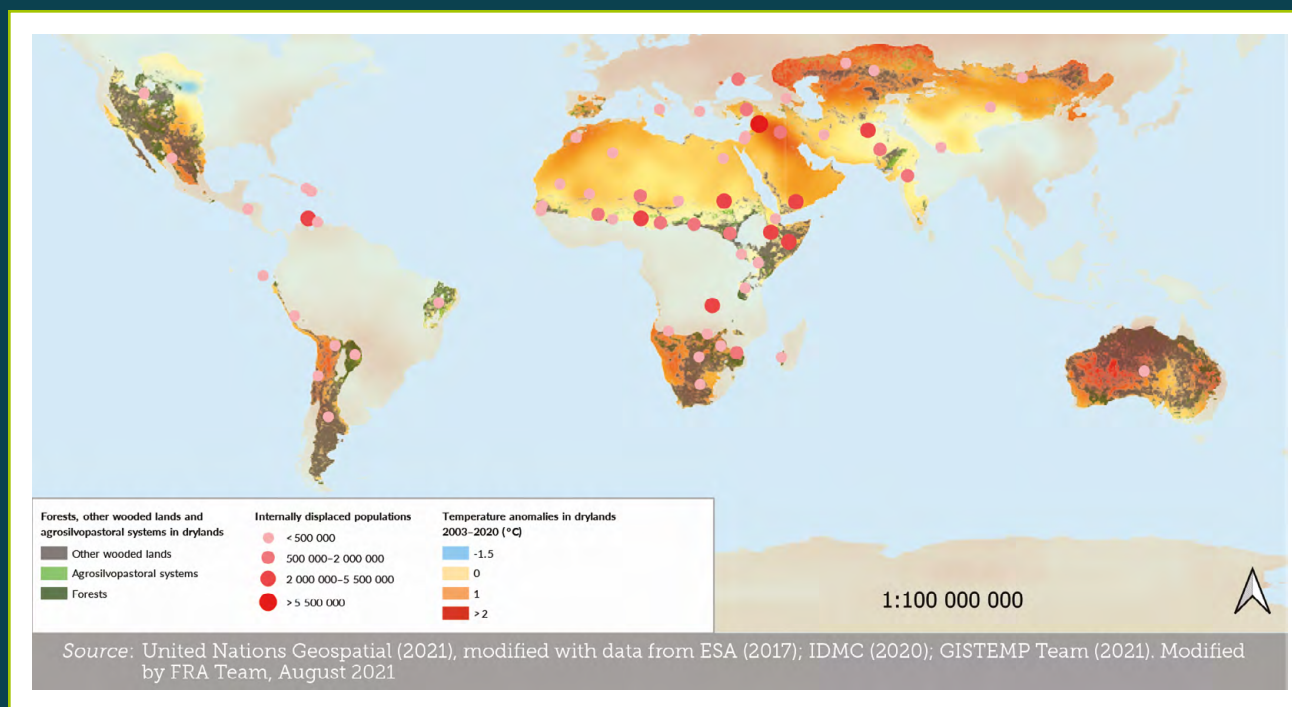 Forests, other wooded lands and
agrosilvopastoral systems in drylands
Other wooded lands
Agrosilvopastoral systems
Forests
Internally displaced populations
< 500 000
500 000–2 000 000
2 000 000–5 500 000
> 5 500 000
Temperature anomalies in drylands
2003–2020 (°C)
-1.5
0
1
>2
1:100 000 000
Source: United Nations Geospatial (2021), modified with data from ESA (2017); IDMC (2020); GISTEMP Team (2021). Modified
by FRA Team, August 2021